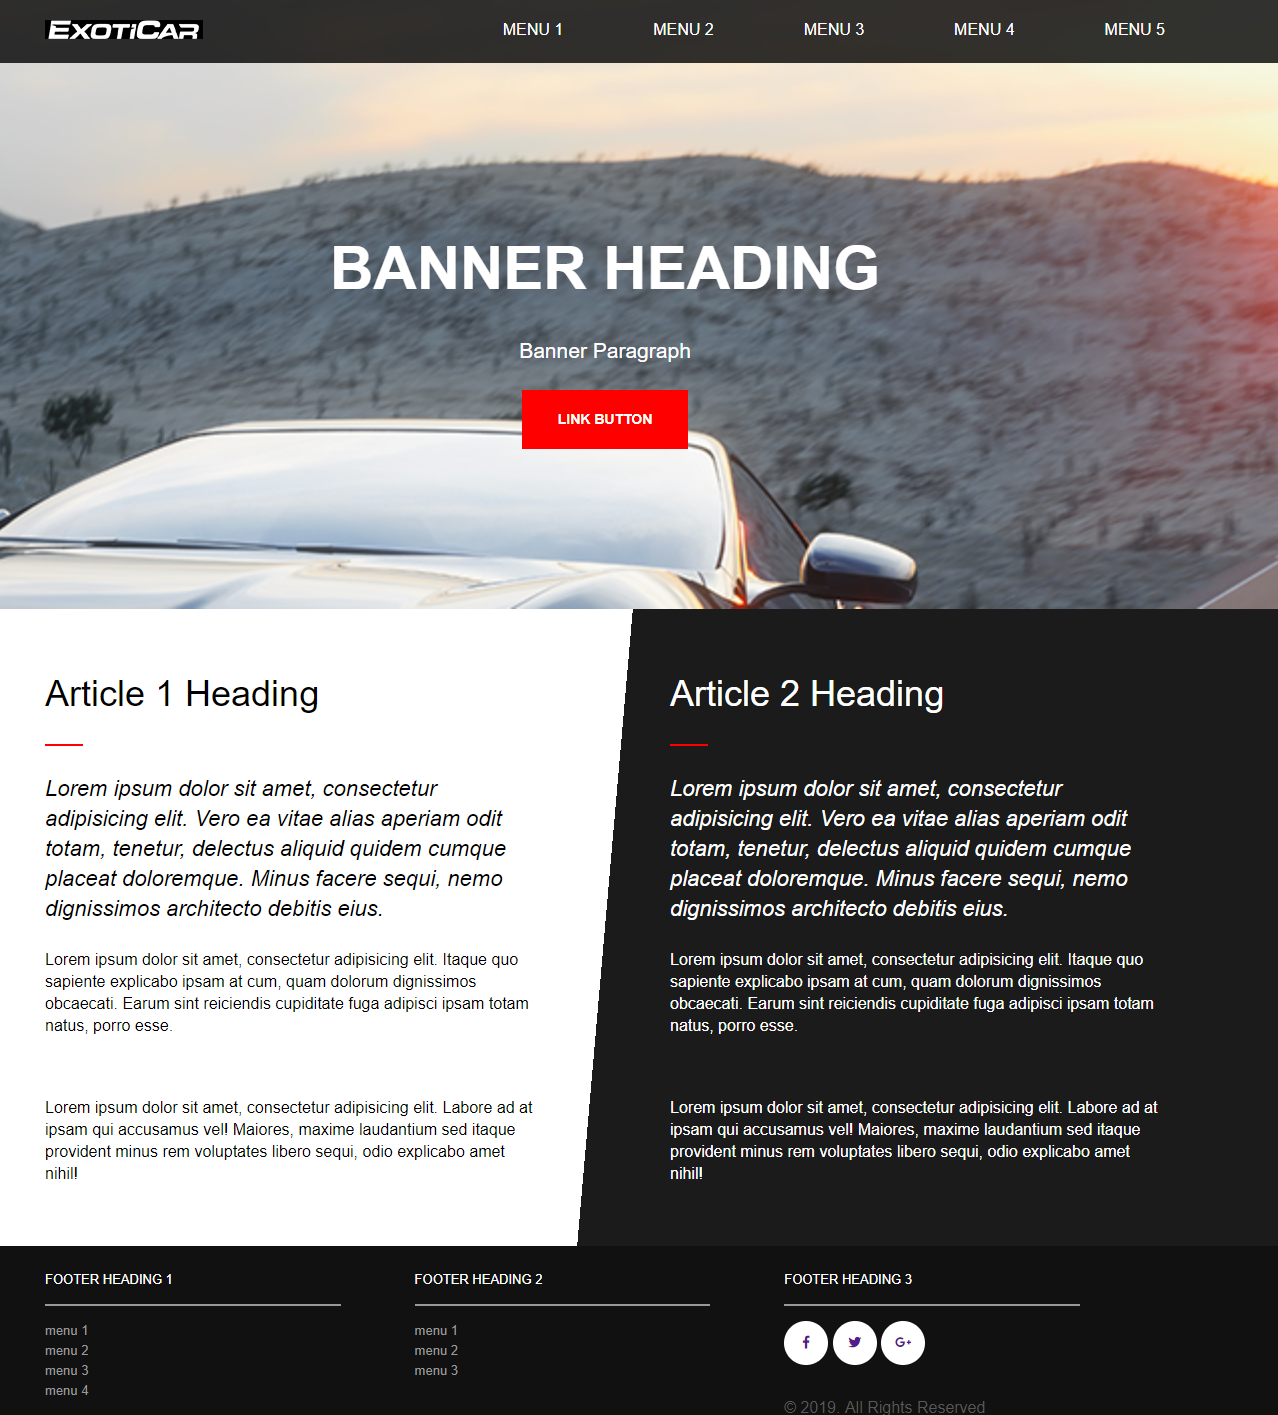 EXOTICAR
MENU 1
MENU 2
MENU 3
MENU 4
MENU 5
BANNER HEADING
Banner Paragraph
LINK BUTTON
Article 1 Heading
Lorem ipsum dolor sit amet, consectetur
adipisicing elit. Vero ea vitae alias aperiam odit
totam, tenetur, delectus aliquid quidem cumque
placeat doloremque. Minus facere sequi, nemo
dignissimos architecto debitis eius.
Lorem ipsum dolor sit amet, consectetur adipisicing elit. Itaque quo
sapiente explicabo ipsam at cum, quam dolorum dignissimos
obcaecati. Earum sint reiciendis cupiditate fuga adipisci ipsam totam
natus, porro esse.
Lorem ipsum dolor sit amet, consectetur adipisicing elit. Labore ad at
ipsam qui accusamus vel! Maiores, maxime laudantium sed itaque
provident minus rem voluptates libero sequi, odio explicabo amet
nihil!
Article 2 Heading
Lorem ipsum dolor sit amet, consectetur
adipisicing elit. Vero ea vitae alias aperiam odit
totam, tenetur, delectus aliquid quidem cumque
placeat doloremque. Minus facere sequi, nemo
dignissimos architecto debitis eius.
Lorem ipsum dolor sit amet, consectetur adipisicing elit. Itaque quo
sapiente explicabo ipsam at cum, quam dolorum dignissimos
obcaecati. Earum sint reiciendis cupiditate fuga adipisci ipsam totam
natus, porro esse.
Lorem ipsum dolor sit amet, consectetur adipisicing elit. Labore ad at
ipsam qui accusamus vel! Maiores, maxime laudantium sed itaque
provident minus rem voluptates libero sequi, odio explicabo amet
nihil!
FOOTER HEADING 1
menu 1
menu 2
menu 3
menu 4
FOOTER HEADING 2
menu 1
menu 2
menu 3
FOOTER HEADING 3
© 2019. All Rights Reserved